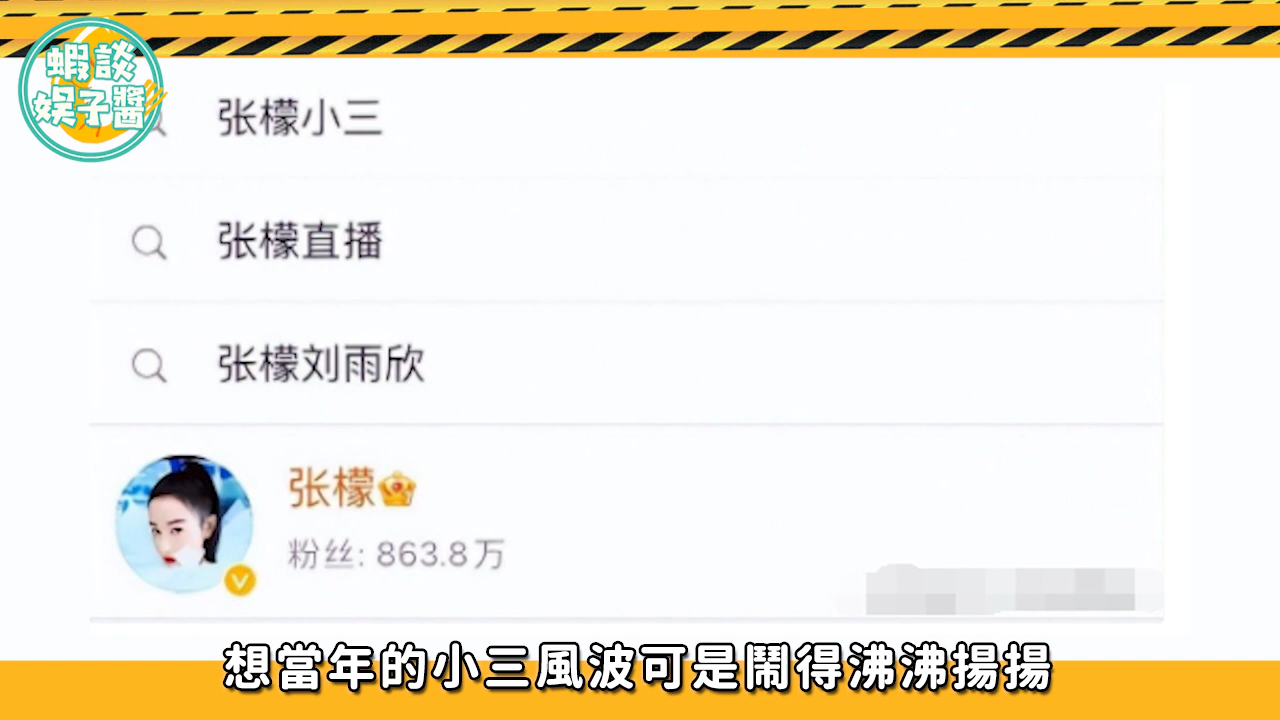 蝦談
娛子醬
张檬小三
张檬直播
张檬刘雨欣
张檬
粉丝: 863.8万
想當年的小三風波可是鬧得沸沸揚揚